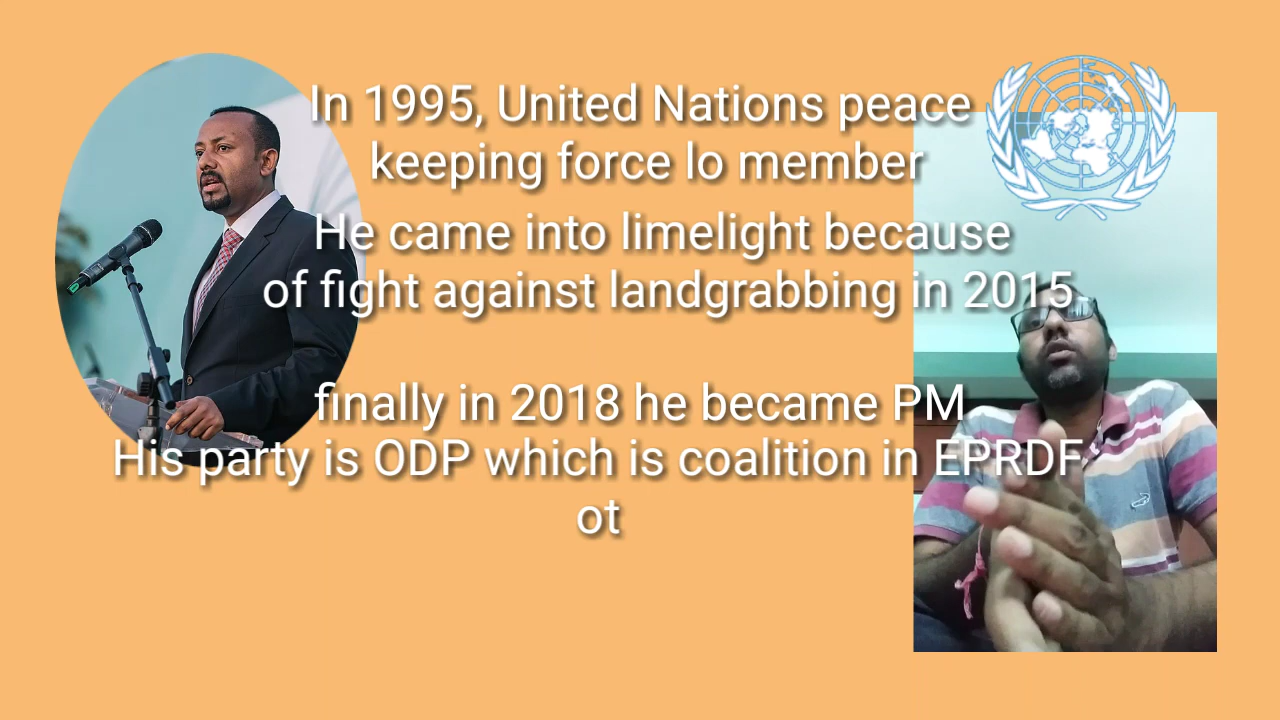 In 1995, United Nations peace
keeping force lo member
He came into limelight because
of fight against landgrabbing in 2015
finally in 2018 he became PM
His party is ODP which is coalition in EPRDF
ot